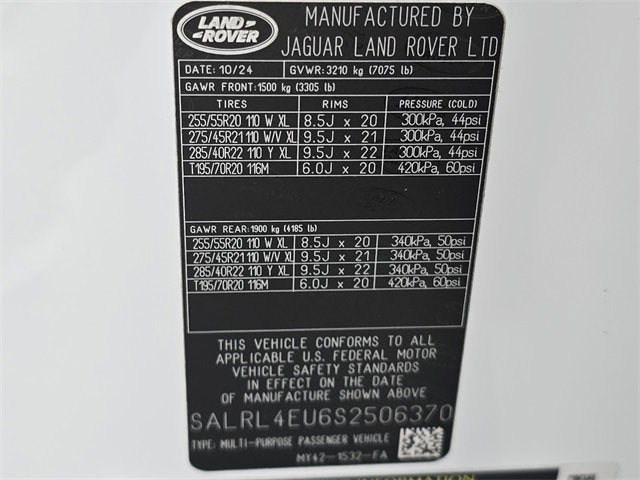 LAND ROVER
MANUFACTURED BY
JAGUAR LAND ROVER LTD
DATE: 10/24 GVWR: 3210 kg (7075 lb)
GAWR FRONT: 1500 kg (3305 lb)
TIRES RIMS PRESSURE (COLD)
255/55R20 110 W XL 8.5J x 20 300kPa, 44psi
275/45R21 110 W/V XL 9.5J x 21 300kPa, 44psi
285/40R22 110 Y XL 9.5J x 22 300kPa, 44psi
T195/70R20 116M 6.0J x 20 420kPa, 60psi
GAWR REAR: 1900 kg (4185 lb)
255/55R20 110 W XL 8.5J x 20 340kPa, 50psi
275/45R21 110 W/V XL 9.5J x 21 340kPa, 50psi
285/40R22 110 Y XL 9.5J x 22 340kPa, 50psi
T195/70R20 116M 6.0J x 20 420kPa, 60psi
THIS VEHICLE CONFORMS TO ALL
APPLICABLE U.S. FEDERAL MOTOR
VEHICLE SAFETY STANDARDS
IN EFFECT ON THE DATE
OF MANUFACTURE SHOWN ABOVE
SALRL4EU6S2506370
TYPE: MULTI-PURPOSE PASSENGER VEHICLE
MY42-1532-EA
INFORMATION